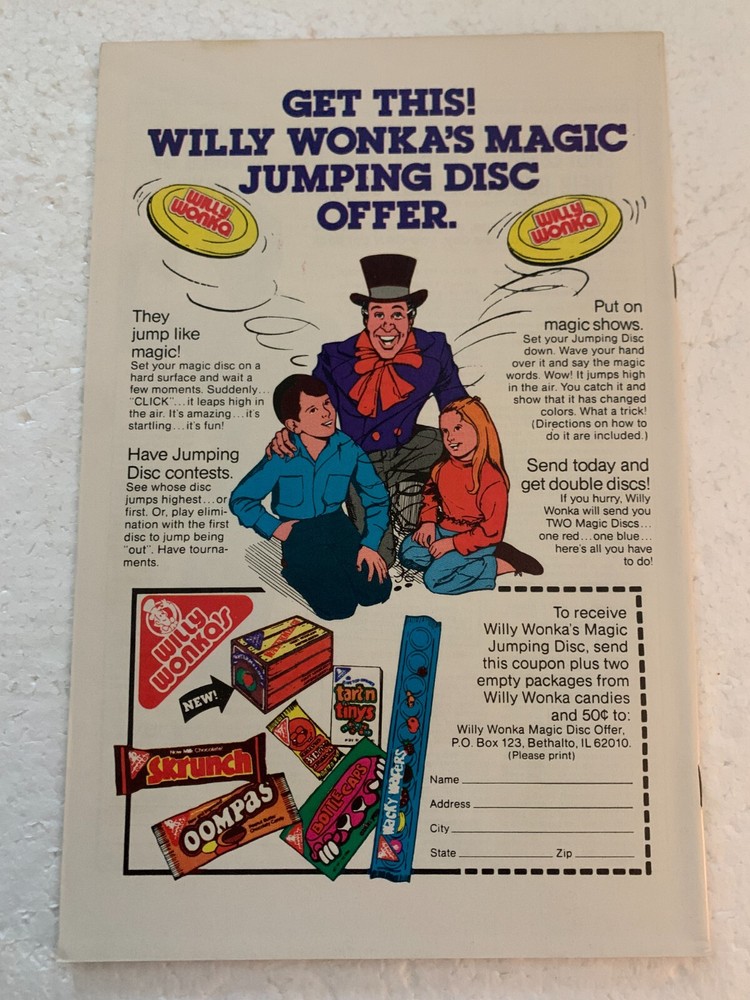 GET THIS!
WILLY WONKA'S MAGIC
JUMPING DISC
OFFER.
WILLY
WONKA
WILLY
WONKA
They
jump like
magic!
Set your magic disc on a
hard surface and wait a
few moments. Suddenly...
"CLICK"...it leaps high in
the air. It's amazing...it's
startling...it's fun!
Have Jumping
Disc contests.
See whose disc
jumps highest...or
first. Or, play elimi-
nation with the first
disc to jump being
"out". Have tourna-
ments.
Put on
magic shows.
Set your Jumping Disc
down. Wave your hand
over it and say the magic
words. Wow! It jumps high
in the air. You catch it and
show that it has changed
colors. What a trick!
(Directions on how to
do it are included.)
Send today and
get double discs!
If you hurry, Willy
Wonka will send you
TWO Magic Discs...
one red...one blue...
here's all you have
to do!
WILLY
WONKA'S
NEW!
tart n
tinys
Now Milk Chocolate!
Skrunch
OOMPAS
Peanut Butter
Chocolate Candy
BOTTLE CAPS
Wacky Wafers
To receive
Willy Wonka's Magic
Jumping Disc, send
this coupon plus two
empty packages from
Willy Wonka candies
and 50¢ to:
Willy Wonka Magic Disc Offer,
P.O. Box 123, Bethalto, IL 62010.
(Please print)
Name
Address
City
State Zip